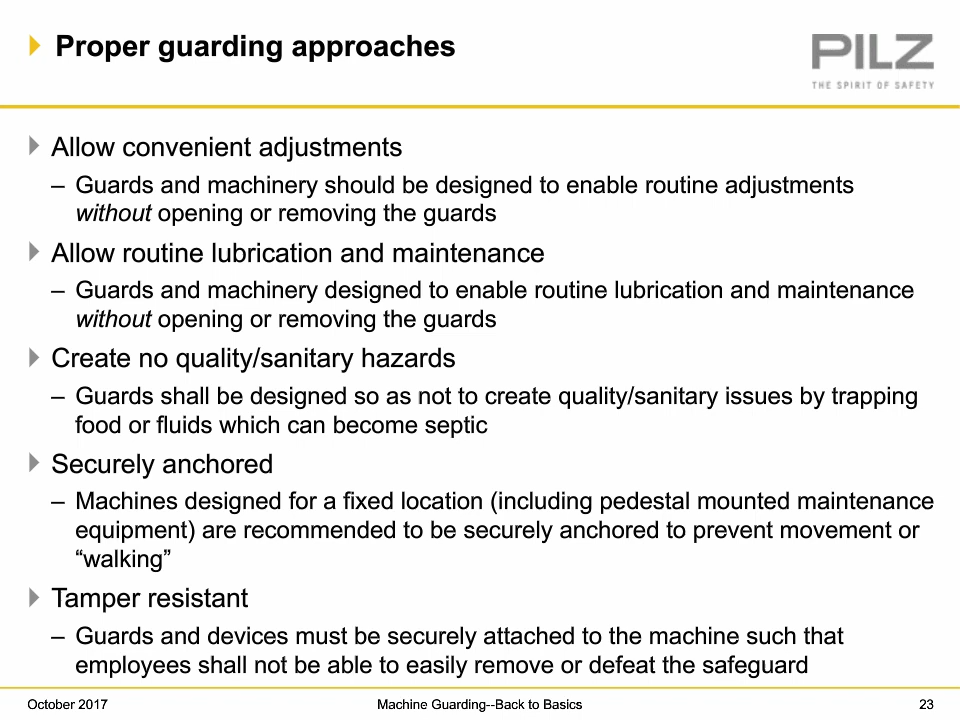 Proper guarding approaches
PILZ
THE SPIRIT OF SAFETY
Allow convenient adjustments
– Guards and machinery should be designed to enable routine adjustments
without opening or removing the guards
Allow routine lubrication and maintenance
– Guards and machinery designed to enable routine lubrication and maintenance
without opening or removing the guards
Create no quality/sanitary hazards
– Guards shall be designed so as not to create quality/sanitary issues by trapping
food or fluids which can become septic
Securely anchored
– Machines designed for a fixed location (including pedestal mounted maintenance
equipment) are recommended to be securely anchored to prevent movement or
“walking”
Tamper resistant
– Guards and devices must be securely attached to the machine such that
employees shall not be able to easily remove or defeat the safeguard
October 2017
Machine Guarding--Back to Basics
23